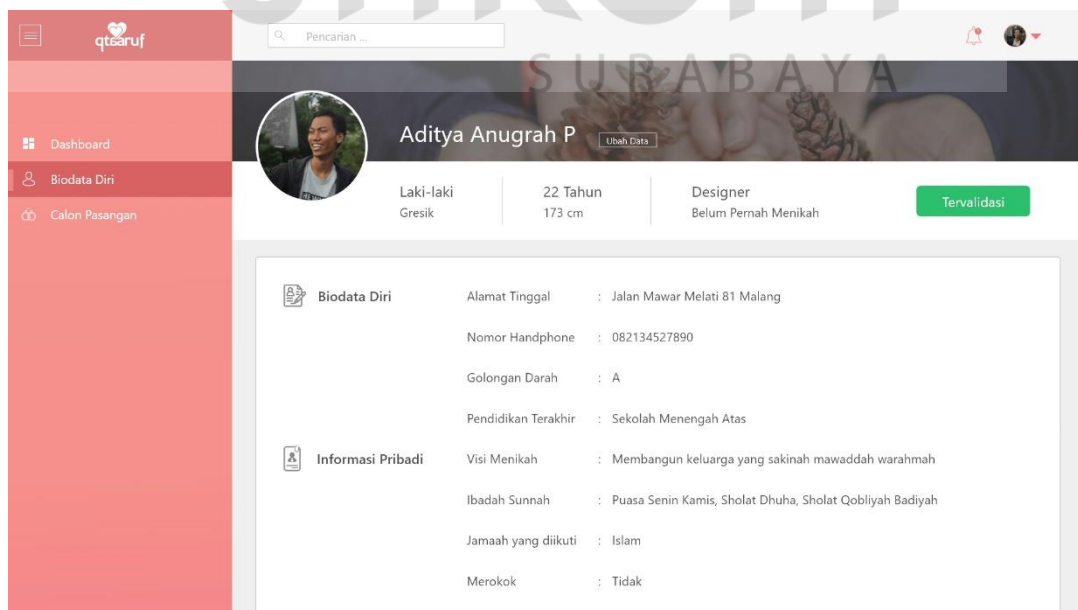 SURABAYA
qtaaruf
Pencarian ...
Dashboard
Biodata Diri
Calon Pasangan
Aditya Anugrah P
Ubah Data
Laki-laki
Gresik
22 Tahun
173 cm
Designer
Belum Pernah Menikah
Tervalidasi
Biodata Diri
Alamat Tinggal : Jalan Mawar Melati 81 Malang
Nomor Handphone : 082134527890
Golongan Darah : A
Pendidikan Terakhir : Sekolah Menengah Atas
Informasi Pribadi
Visi Menikah : Membangun keluarga yang sakinah mawaddah warahmah
Ibadah Sunnah : Puasa Senin Kamis, Sholat Dhuha, Sholat Qobliyah Badiyah
Jamaah yang diikuti : Islam
Merokok : Tidak